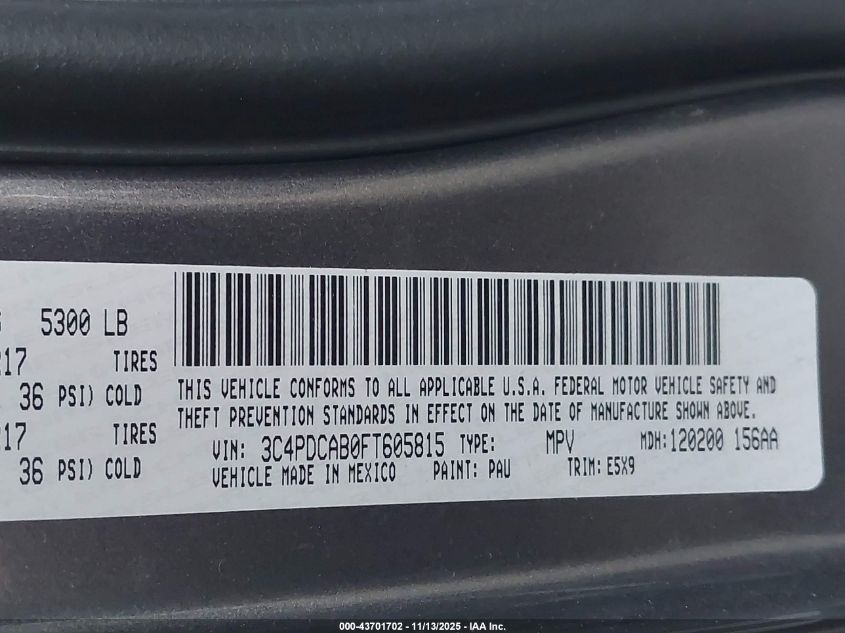 5300 LB
217 TIRES
36 PSI) COLD
217 TIRES
36 PSI) COLD
THIS VEHICLE CONFORMS TO ALL APPLICABLE U.S.A. FEDERAL MOTOR VEHICLE SAFETY AND
THEFT PREVENTION STANDARDS IN EFFECT ON THE DATE OF MANUFACTURE SHOWN ABOVE.
VIN: 3C4PDCAB0FT605815 TYPE: MPV MDH:120200 156AA
VEHICLE MADE IN MEXICO PAINT: PAU TRIM: E5X9
000-43701702 - 11/13/2025 - IAA Inc.